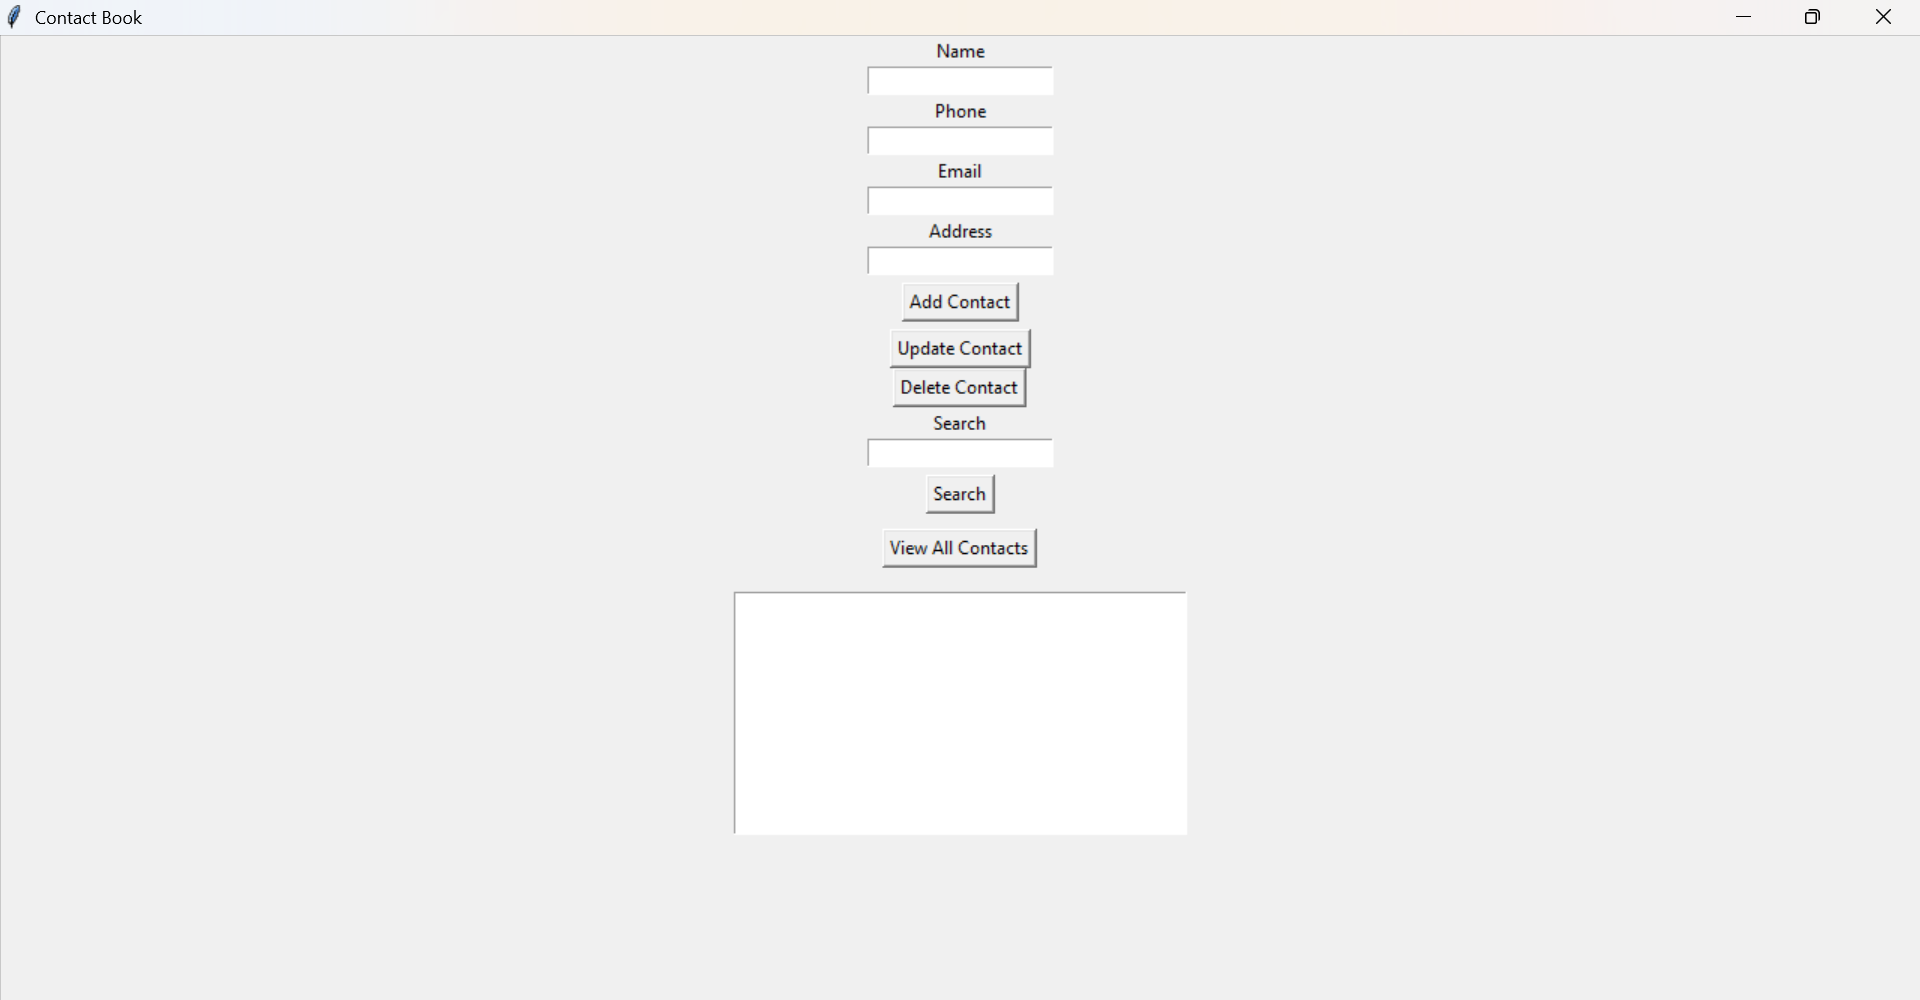 Contact Book
Name
Phone
Email
Address
Add Contact
Update Contact
Delete Contact
Search
Search
View All Contacts